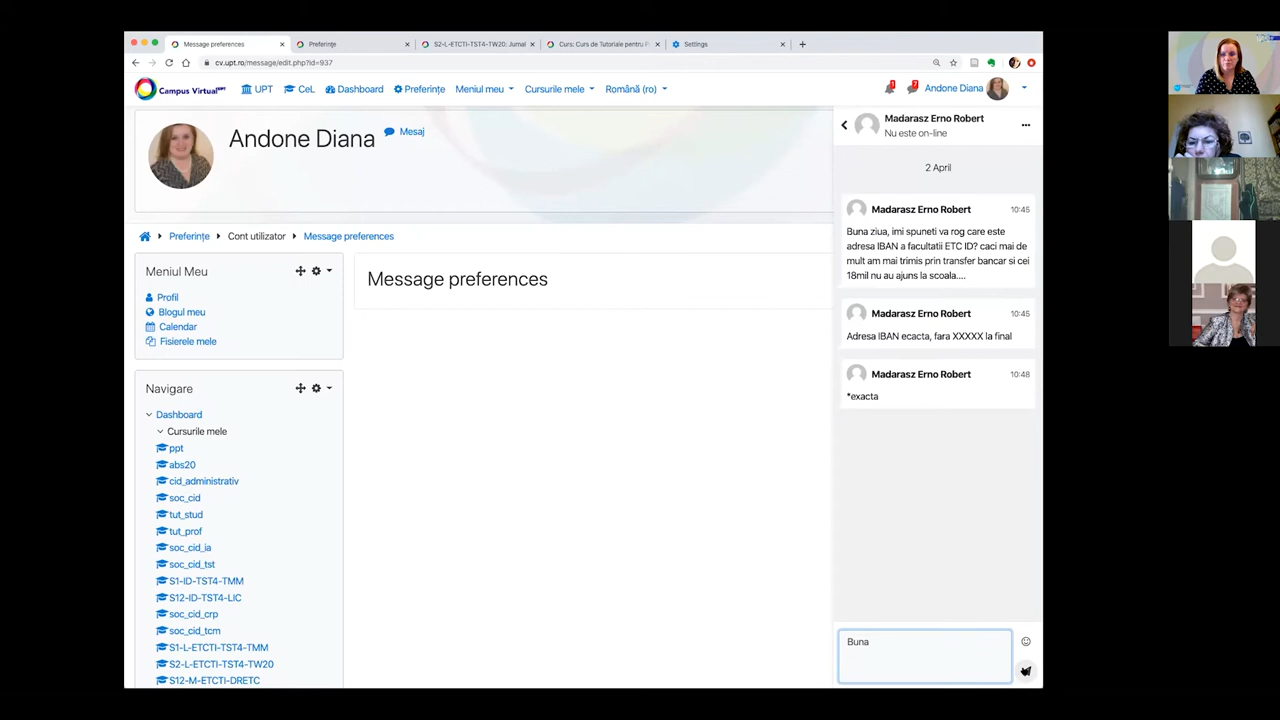 Message preferences
Preferințe
S2-L-ETCTI-TST4-TW20: Jurnal
Curs: Curs de Tutoriale pentru P
Settings
cv.upt.ro/message/edit.php?id=937
Campus Virtual UPT
UPT
CeL
Dashboard
Preferințe
Meniul meu
Cursurile mele
Română (ro)
1
7
Andone Diana
Andone Diana
Mesaj
Preferințe
Cont utilizator
Message preferences
Meniul Meu
Profil
Blogul meu
Calendar
Fisierele mele
Message preferences
Navigare
Dashboard
Cursurile mele
ppt
abs20
cid_administrativ
soc_cid
tut_stud
tut_prof
soc_cid_ia
soc_cid_tst
S1-ID-TST4-TMM
S12-ID-TST4-LIC
soc_cid_crp
soc_cid_tcm
S1-L-ETCTI-TST4-TMM
S2-L-ETCTI-TST4-TW20
S12-M-ETCTI-DRETC
Madarasz Erno Robert
Nu este on-line
2 April
Madarasz Erno Robert
10:45
Buna ziua, imi spuneti va rog care este
adresa IBAN a facultatii ETC ID? caci mai de
mult am mai trimis prin transfer bancar si cei
18mil nu au ajuns la scoala....
Madarasz Erno Robert
10:45
Adresa IBAN ecacta, fara XXXXX la final
Madarasz Erno Robert
10:48
*exacta
Buna